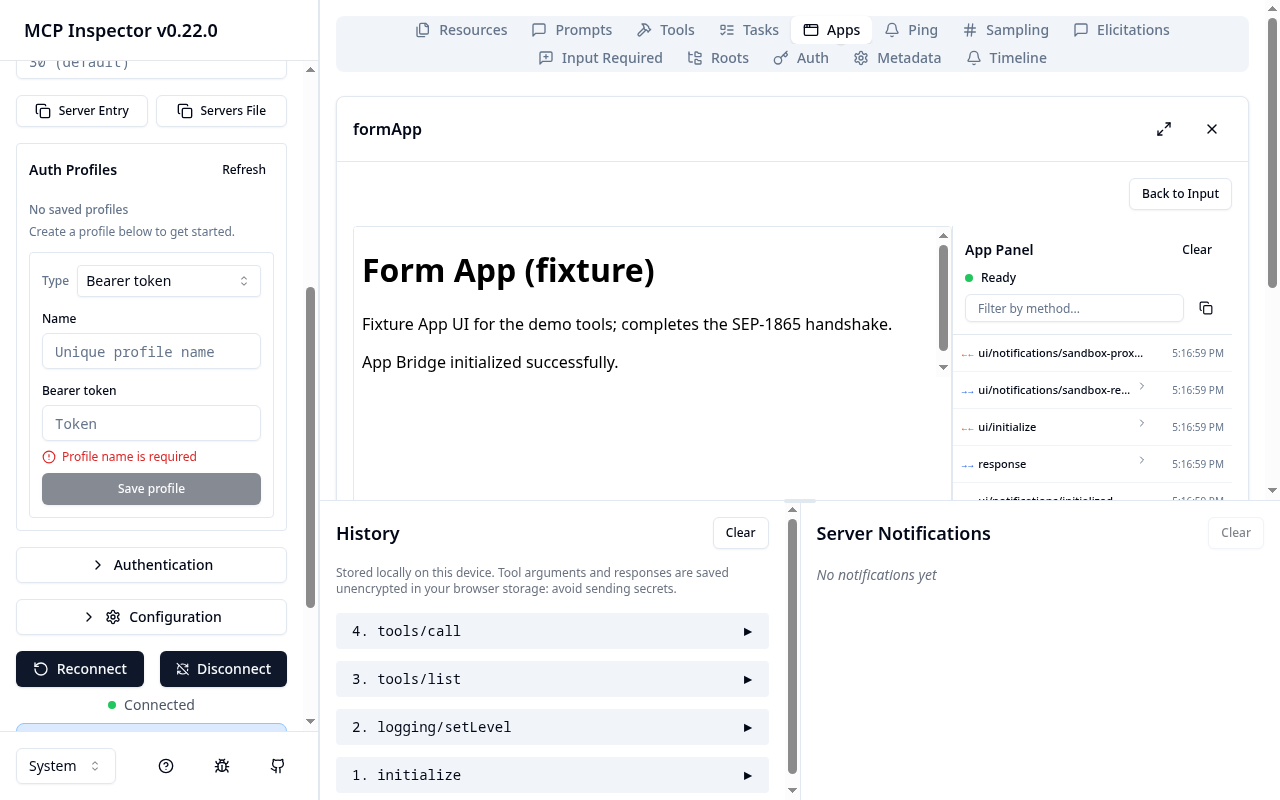 MCP Inspector v0.22.0
30 (default)
Server Entry
Servers File
Auth Profiles
Refresh
No saved profiles
Create a profile below to get started.
Type
Bearer token
Name
Unique profile name
Bearer token
Token
Profile name is required
Save profile
Authentication
Configuration
Reconnect
Disconnect
Connected
System
Resources
Prompts
Tools
Tasks
Apps
Ping
Sampling
Elicitations
Input Required
Roots
Auth
Metadata
Timeline
formApp
Back to Input
Form App (fixture)
Fixture App UI for the demo tools; completes the SEP-1865 handshake.
App Bridge initialized successfully.
App Panel
Clear
Ready
Filter by method...
ui/notifications/sandbox-prox... 5:16:59 PM
ui/notifications/sandbox-re... 5:16:59 PM
ui/initialize 5:16:59 PM
response 5:16:59 PM
ui/notifications/initialized 5:16:59 PM
History
Clear
Stored locally on this device. Tool arguments and responses are saved
unencrypted in your browser storage: avoid sending secrets.
4. tools/call
3. tools/list
2. logging/setLevel
1. initialize
Server Notifications
Clear
No notifications yet